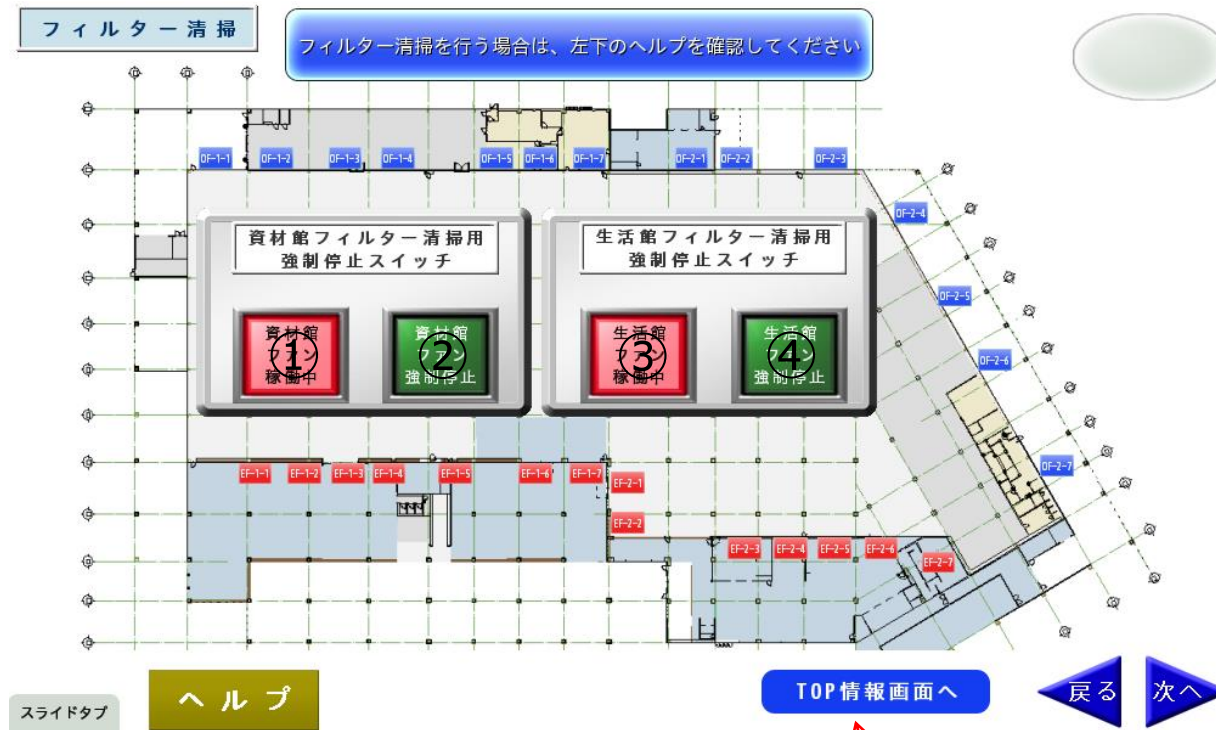 フィルター清掃
フィルター清掃を行う場合は、左下のヘルプを確認してください
OF-1-1
OF-1-2
OF-1-3
OF-1-4
OF-1-5
OF-1-6
OF-1-7
OF-2-1
OF-2-2
OF-2-3
OF-2-4
OF-2-5
OF-2-6
OF-2-7
資材館フィルター清掃用
強制停止スイッチ
資材館
ファン
稼働中
①
資材館
ファン
強制停止
②
生活館フィルター清掃用
強制停止スイッチ
生活館
ファン
稼働中
③
生活館
ファン
強制停止
④
EF-1-1
EF-1-2
EF-1-3
EF-1-4
EF-1-5
EF-1-6
EF-1-7
EF-2-1
EF-2-2
EF-2-3
EF-2-4
EF-2-5
EF-2-6
EF-2-7
スライドタブ
ヘルプ
TOP情報画面へ
戻る
次へ